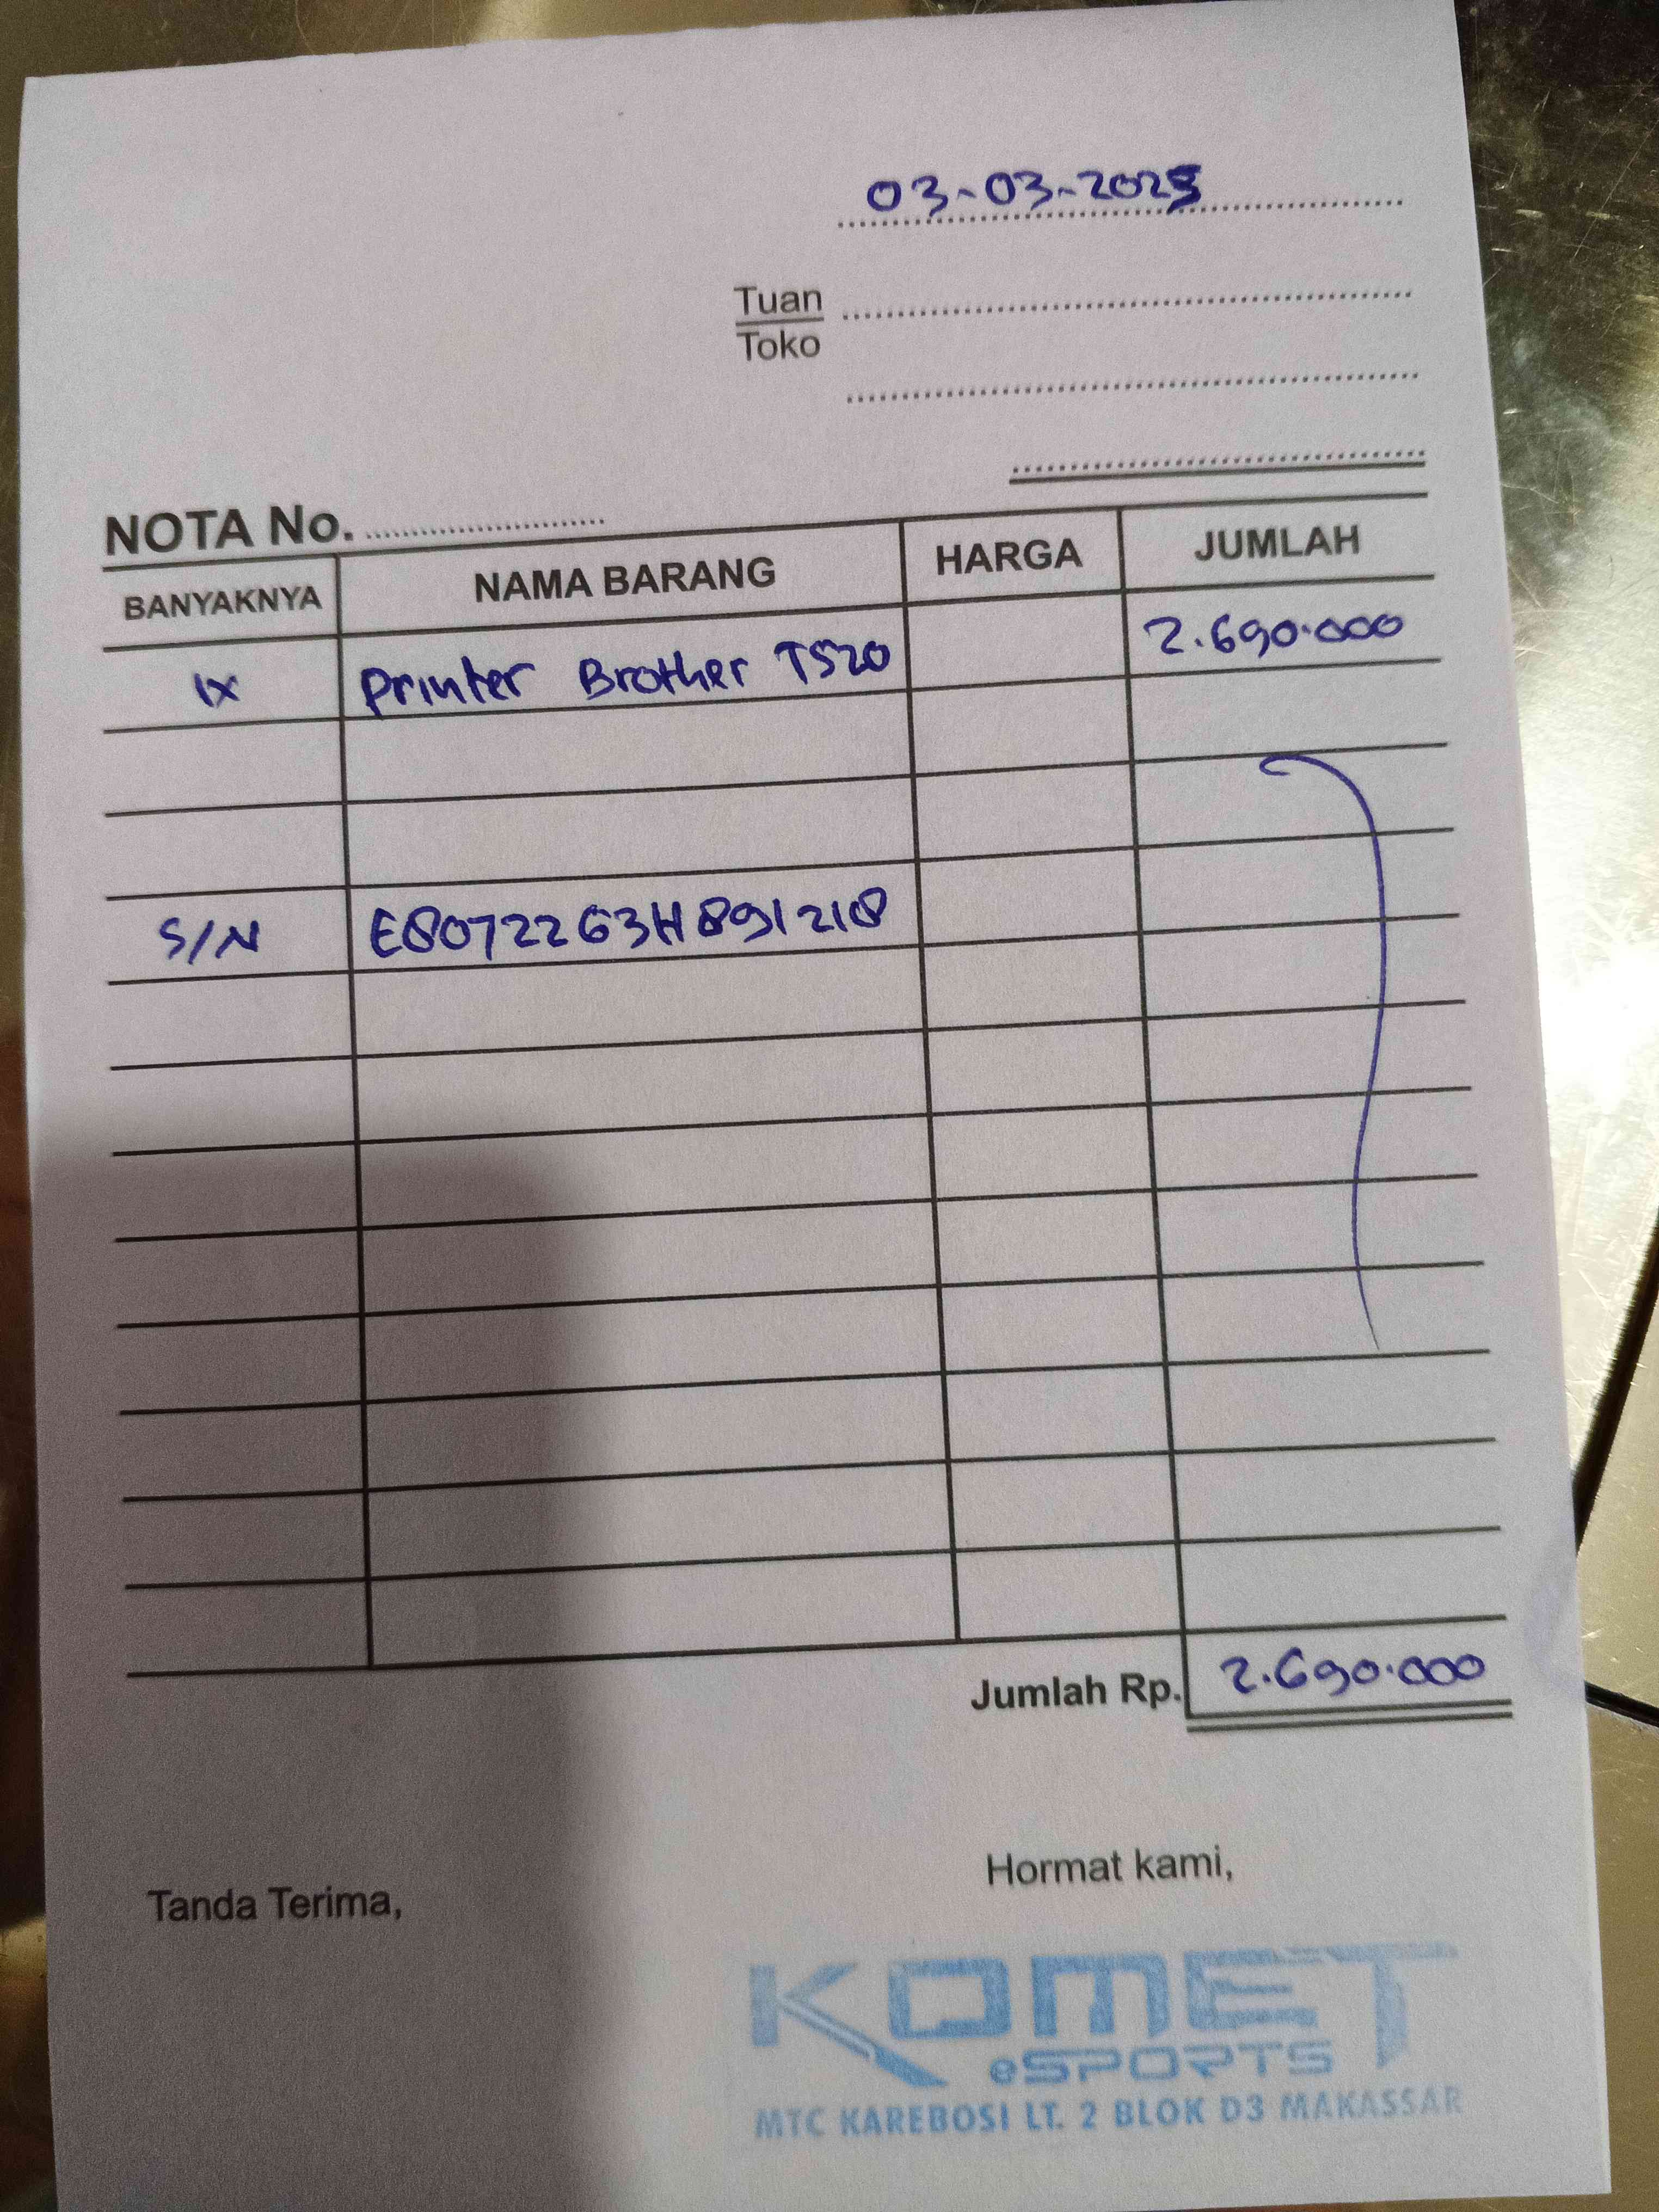 03-03-2025
Tuan
Toko
NOTA No.
BANYAKNYA NAMA BARANG HARGA JUMLAH
1x Printer Brother T520 2.690.000
S/N E80722G3H891218
Jumlah Rp. 2.690.000
Tanda Terima, Hormat kami,
KOMET
eSPORTS
MTC KAREBOSI LT. 2 BLOK D3 MAKASSAR